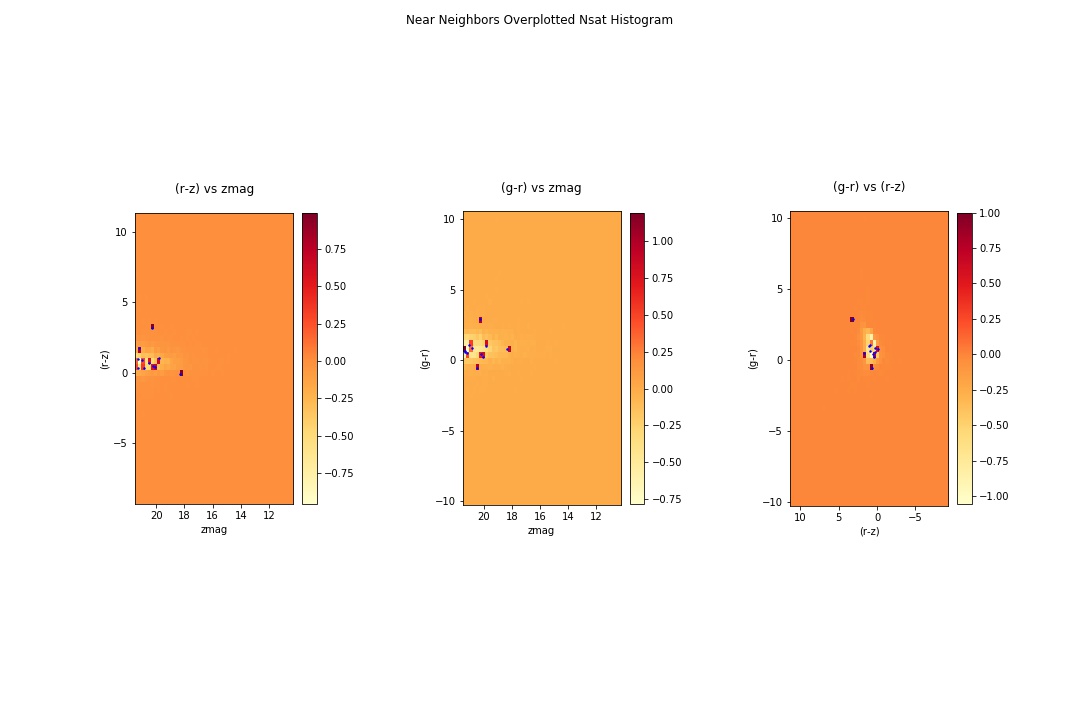 Near Neighbors Overplotted Nsat Histogram
(r-z) vs zmag
(r-z)
10
5
0
−5
20 18 16 14 12
zmag
0.75
0.50
0.25
0.00
−0.25
−0.50
−0.75
(g-r) vs zmag
(g-r)
10
5
0
−5
−10
20 18 16 14 12
zmag
1.00
0.75
0.50
0.25
0.00
−0.25
−0.50
−0.75
(g-r) vs (r-z)
(g-r)
10
5
0
−5
−10
10 5 0 −5
(r-z)
1.00
0.75
0.50
0.25
0.00
−0.25
−0.50
−0.75
−1.00